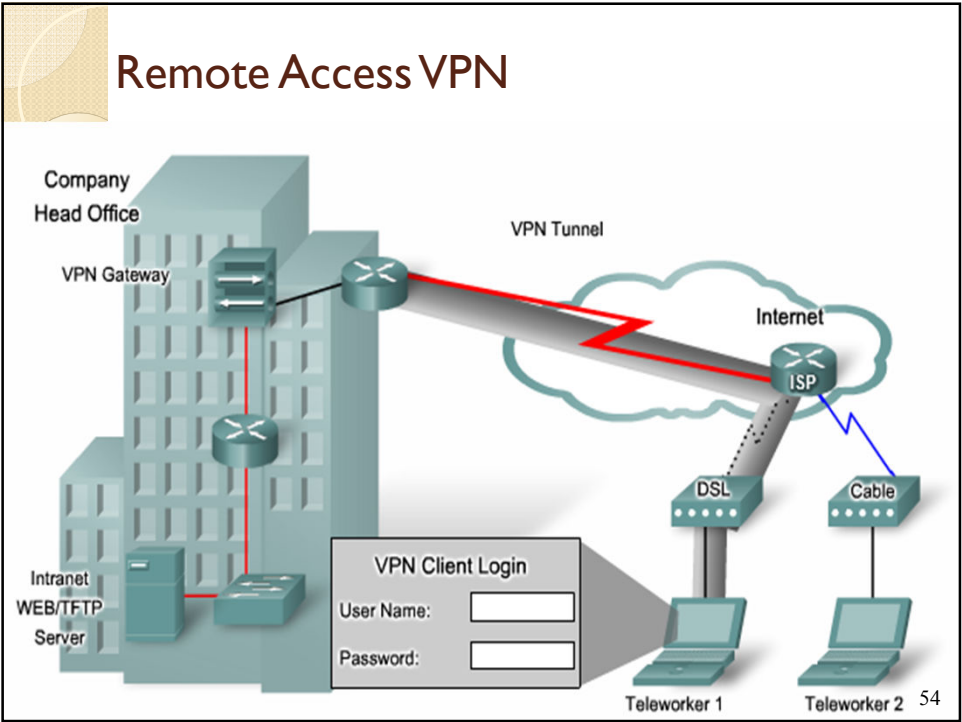 Remote Access VPN
Company
Head Office
VPN Gateway
VPN Tunnel
Internet
ISP
DSL
Cable
VPN Client Login
User Name:
Password:
Intranet
WEB/TFTP
Server
Teleworker 1
Teleworker 2
54